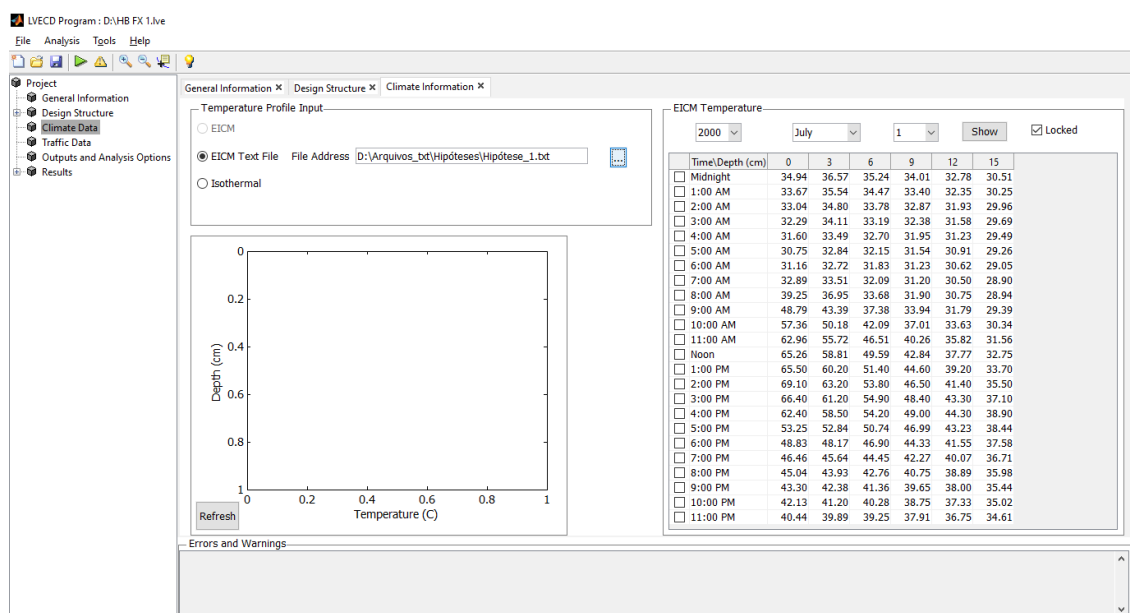 LVECD Program : D:\HB FX 1.lve
File Analysis Tools Help
Project
General Information
Design Structure
Climate Data
Traffic Data
Outputs and Analysis Options
Results
General Information × Design Structure × Climate Information ×
Temperature Profile Input
EICM
EICM Text File File Address D:\Arquivos_txt\Hipóteses\Hipótese_1.txt ...
Isothermal
0
0.2
0.4
0.6
0.8
1
Depth (cm)
0 0.2 0.4 0.6 0.8 1
Temperature (C)
Refresh
EICM Temperature
2000 July 1 Show Locked
Time\Depth (cm) 0 3 6 9 12 15
Midnight 34.94 36.57 35.24 34.01 32.78 30.51
1:00 AM 33.67 35.54 34.47 33.40 32.35 30.25
2:00 AM 33.04 34.80 33.78 32.87 31.93 29.96
3:00 AM 32.29 34.11 33.19 32.38 31.58 29.69
4:00 AM 31.60 33.49 32.70 31.95 31.23 29.49
5:00 AM 30.75 32.84 32.15 31.54 30.91 29.26
6:00 AM 31.16 32.72 31.83 31.23 30.62 29.05
7:00 AM 32.89 33.51 32.09 31.20 30.50 28.90
8:00 AM 39.25 36.95 33.68 31.90 30.75 28.94
9:00 AM 48.79 43.39 37.38 33.94 31.79 29.39
10:00 AM 57.36 50.18 42.09 37.01 33.63 30.34
11:00 AM 62.96 55.72 46.51 40.26 35.82 31.56
Noon 65.26 58.81 49.59 42.84 37.77 32.75
1:00 PM 65.50 60.20 51.40 44.60 39.20 33.70
2:00 PM 69.10 63.20 53.80 46.50 41.40 35.50
3:00 PM 66.40 61.20 54.90 48.40 43.30 37.10
4:00 PM 62.40 58.50 54.20 49.00 44.30 38.90
5:00 PM 53.25 52.84 50.74 46.99 43.23 38.44
6:00 PM 48.83 48.17 46.90 44.33 41.55 37.58
7:00 PM 46.46 45.64 44.45 42.27 40.07 36.71
8:00 PM 45.04 43.93 42.76 40.75 38.89 35.98
9:00 PM 43.30 42.38 41.36 39.65 38.00 35.44
10:00 PM 42.13 41.20 40.28 38.75 37.33 35.02
11:00 PM 40.44 39.89 39.25 37.91 36.75 34.61
Errors and Warnings